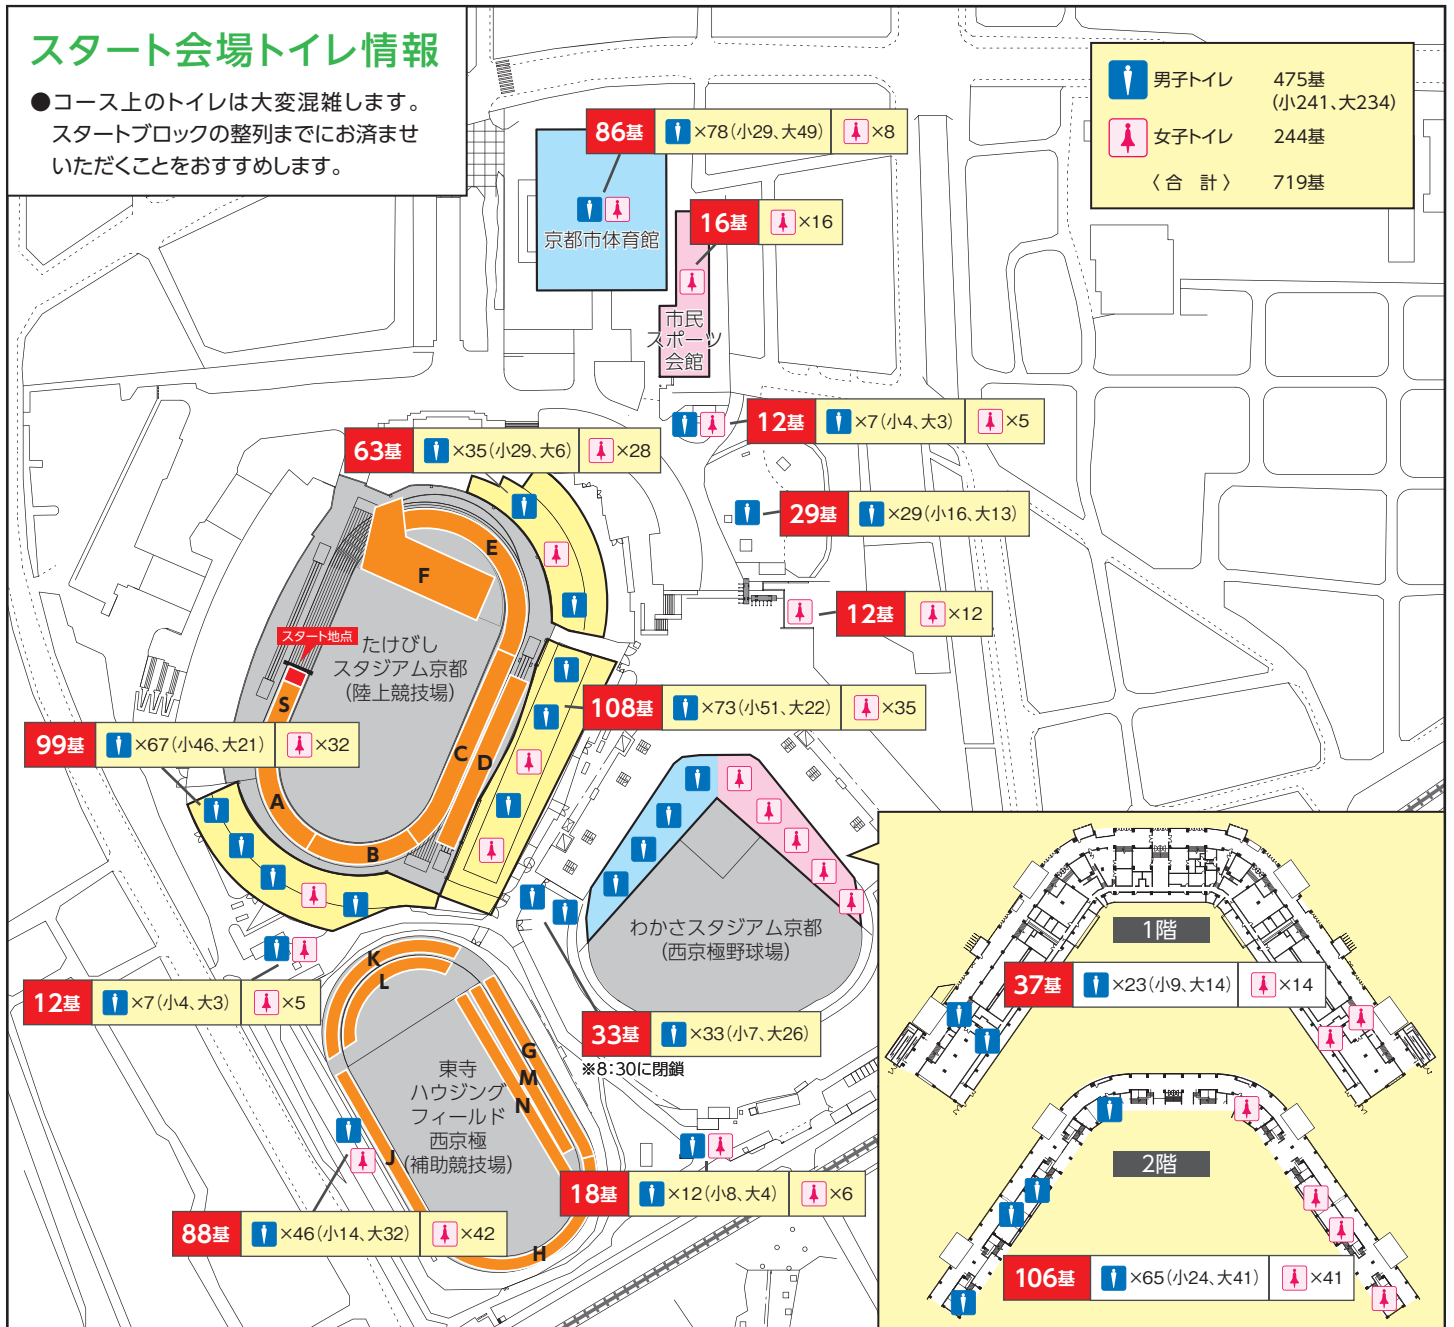 スタート会場トイレ情報
●コース上のトイレは大変混雑します。
スタートブロックの整列までにお済ませ
いただくことをおすすめします。
男子トイレ 475基
(小241、大234)
女子トイレ 244基
〈合 計〉 719基
86基 ×78(小29、大49) ×8
京都市体育館
16基 ×16
市民
スポーツ
会館
12基 ×7(小4、大3) ×5
63基 ×35(小29、大6) ×28
29基 ×29(小16、大13)
E
F
12基 ×12
スタート地点
たけびし
スタジアム京都
(陸上競技場)
S
108基 ×73(小51、大22) ×35
99基 ×67(小46、大21) ×32
C
D
A
B
わかさスタジアム京都
(西京極野球場)
1階
37基 ×23(小9、大14) ×14
K
L
12基 ×7(小4、大3) ×5
33基 ×33(小7、大26)
※8:30に閉鎖
G
M
N
東寺
ハウジング
フィールド
西京極
(補助競技場)
J
2階
18基 ×12(小8、大4) ×6
88基 ×46(小14、大32) ×42
H
106基 ×65(小24、大41) ×41